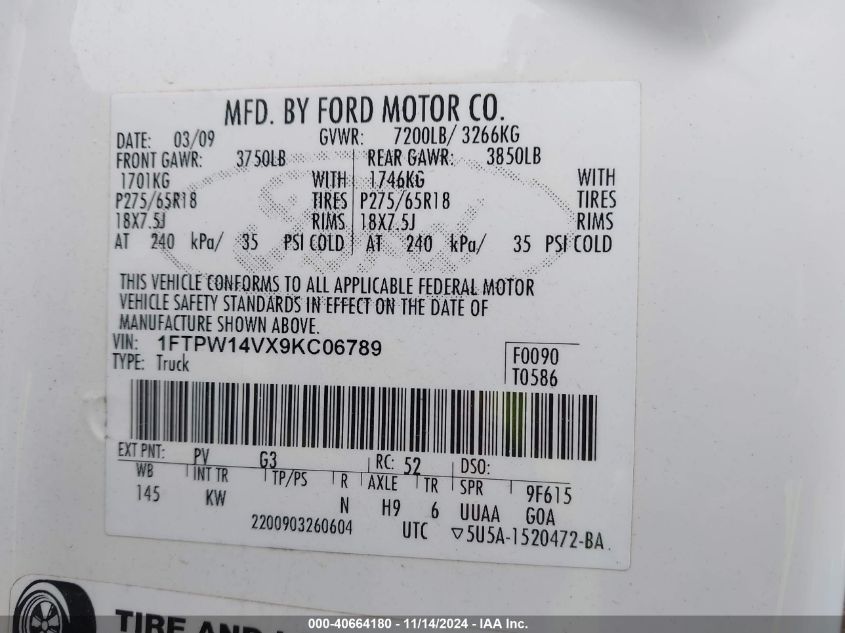 MFD. BY FORD MOTOR CO.
DATE: 03/09 GVWR: 7200LB/ 3266KG
FRONT GAWR: 3750LB REAR GAWR: 3850LB
1701KG WITH 1746KG WITH
P275/65R18 TIRES P275/65R18 TIRES
18X7.5J RIMS 18X7.5J RIMS
AT 240 kPa/ 35 PSI COLD AT 240 kPa/ 35 PSI COLD
THIS VEHICLE CONFORMS TO ALL APPLICABLE FEDERAL MOTOR
VEHICLE SAFETY STANDARDS IN EFFECT ON THE DATE OF
MANUFACTURE SHOWN ABOVE.
VIN: 1FTPW14VX9KC06789
TYPE: Truck
F0090
T0586
EXT PNT: PV G3 RC: 52 DSO:
WB INT TR TP/PS R AXLE TR SPR 9F615
145 KW N H9 6 UUAA GOA
2200903260604 UTC ▽5U5A-1520472-BA
TIRE AND
000-40664180 - 11/14/2024 - IAA Inc.